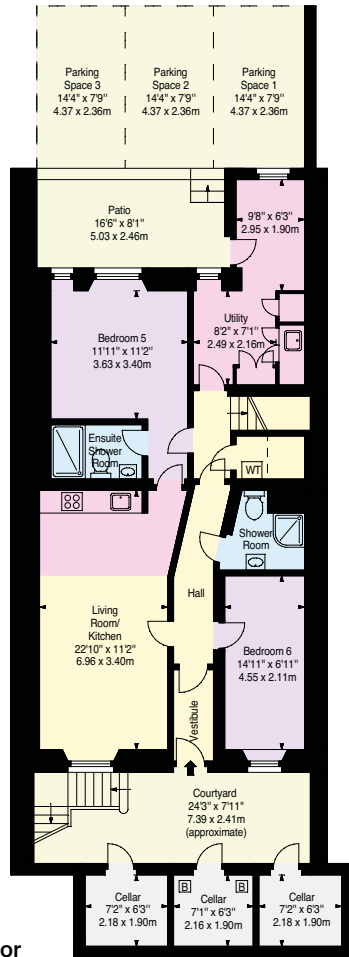 Parking
Space 3
14'4" x 7'9"
4.37 x 2.36m
Parking
Space 2
14'4" x 7'9"
4.37 x 2.36m
Parking
Space 1
14'4" x 7'9"
4.37 x 2.36m
Patio
16'6" x 8'1"
5.03 x 2.46m
9'8" x 6'3"
2.95 x 1.90m
Utility
8'2" x 7'1"
2.49 x 2.16m
Bedroom 5
11'11" x 11'2"
3.63 x 3.40m
Ensuite
Shower
Room
WT
Shower
Room
Hall
Living
Room/
Kitchen
22'10" x 11'2"
6.96 x 3.40m
Bedroom 6
14'11" x 6'11"
4.55 x 2.11m
Vestibule
Courtyard
24'3" x 7'11"
7.39 x 2.41m
(approximate)
Cellar
7'2" x 6'3"
2.18 x 1.90m
B
B
Cellar
7'1" x 6'3"
2.16 x 1.90m
Cellar
7'2" x 6'3"
2.18 x 1.90m
or